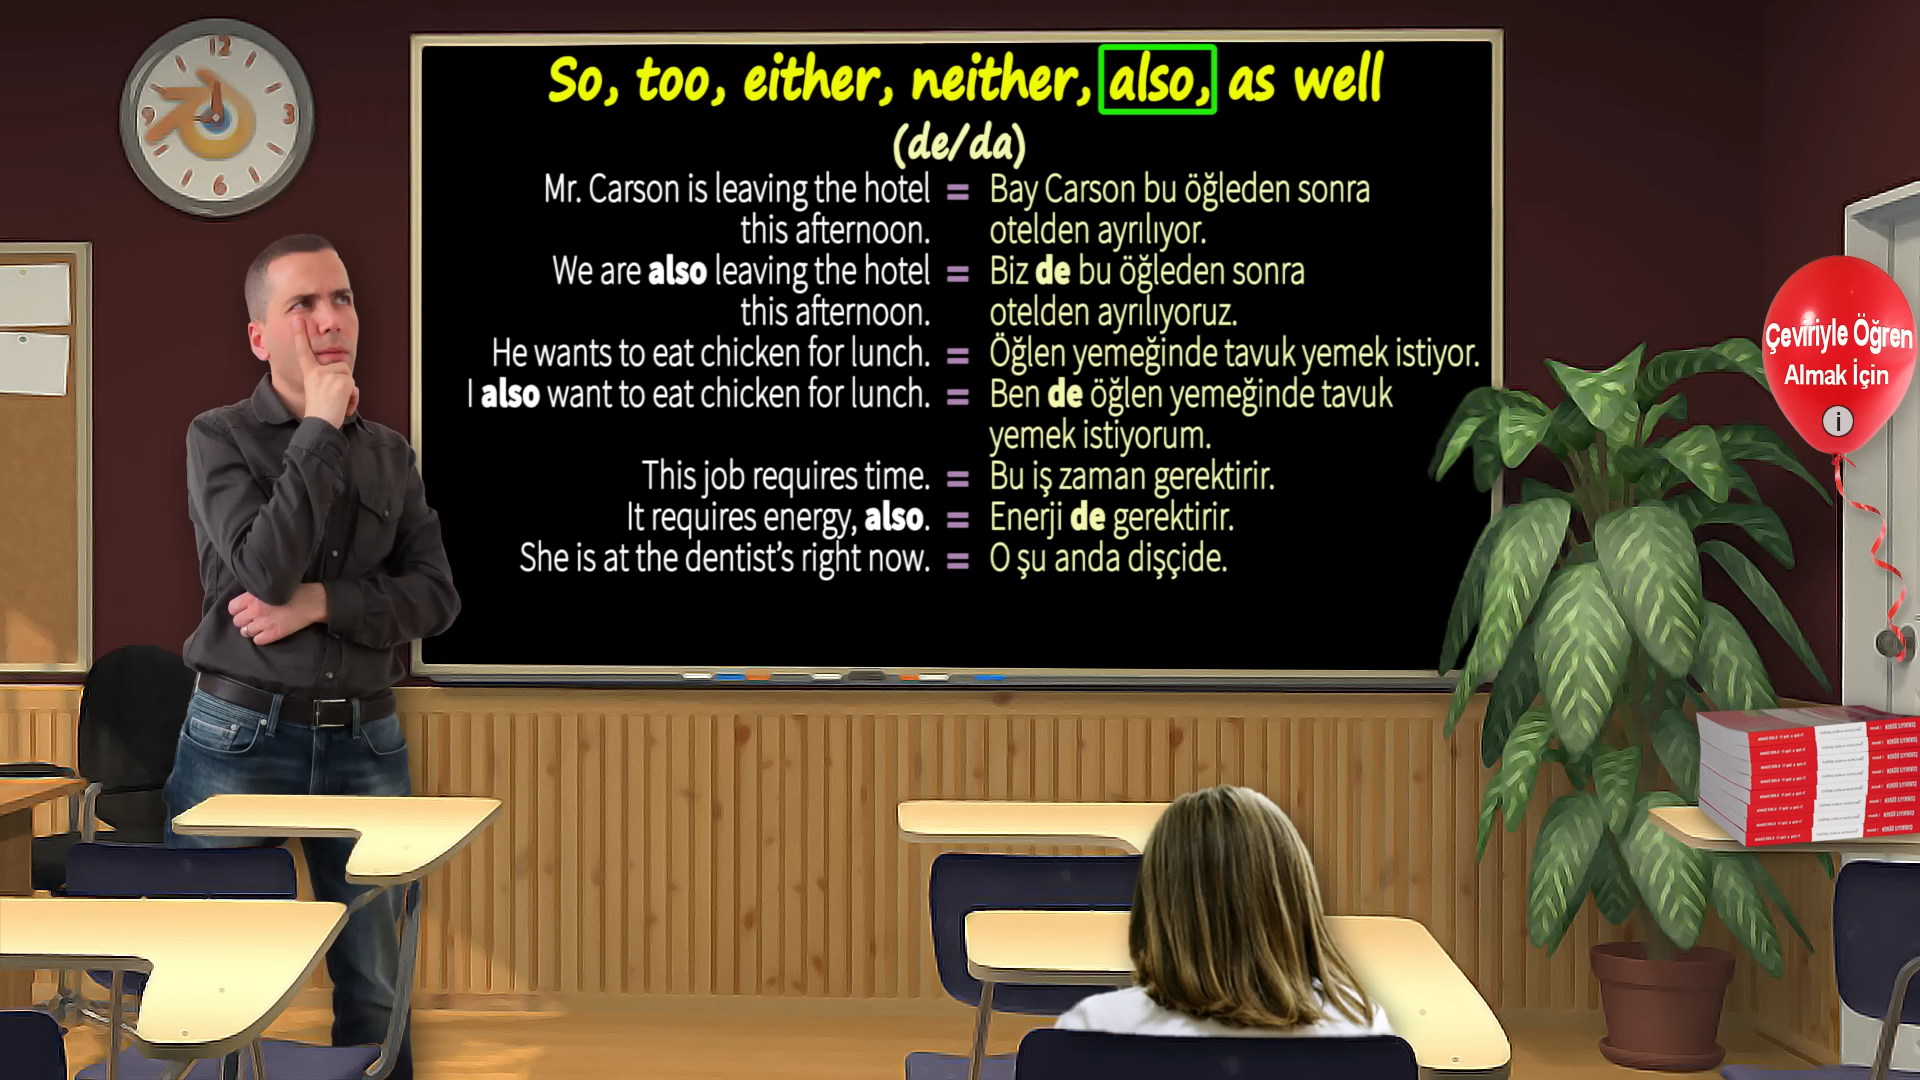 So, too, either, neither, also, as well
(de/da)
Mr. Carson is leaving the hotel = Bay Carson bu öğleden sonra
this afternoon. otelden ayrılıyor.
We are also leaving the hotel = Biz de bu öğleden sonra
this afternoon. otelden ayrılıyoruz.
He wants to eat chicken for lunch. = Öğlen yemeğinde tavuk yemek istiyor.
I also want to eat chicken for lunch. = Ben de öğlen yemeğinde tavuk
yemek istiyorum.
This job requires time. = Bu iş zaman gerektirir.
It requires energy, also. = Enerji de gerektirir.
She is at the dentist's right now. = O şu anda dişçide.
12
3
6
9
Çeviriyle Öğren
Almak İçin
i